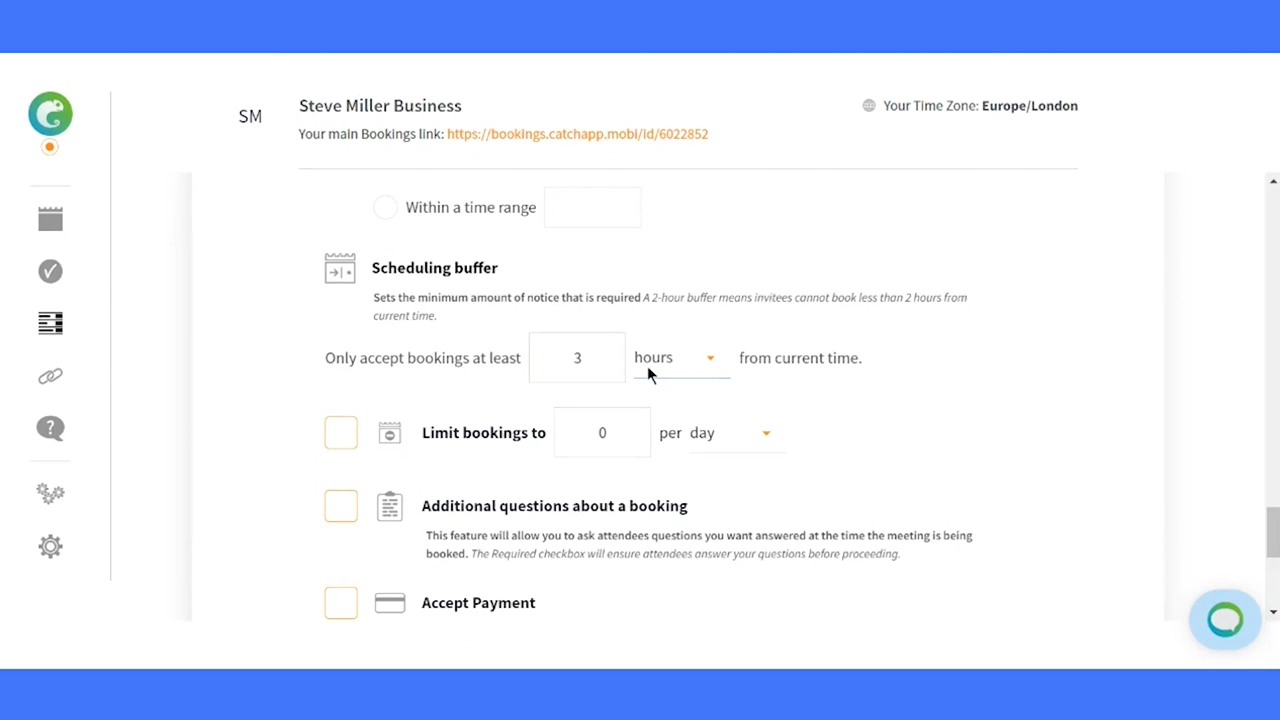 SM
Steve Miller Business
Your Time Zone: Europe/London
Your main Bookings link: https://bookings.catchapp.mobi/id/6022852
Within a time range
Scheduling buffer
Sets the minimum amount of notice that is required A 2-hour buffer means invitees cannot book less than 2 hours from
current time.
Only accept bookings at least 3 hours from current time.
Limit bookings to 0 per day
Additional questions about a booking
This feature will allow you to ask attendees questions you want answered at the time the meeting is being
booked. The Required checkbox will ensure attendees answer your questions before proceeding.
Accept Payment